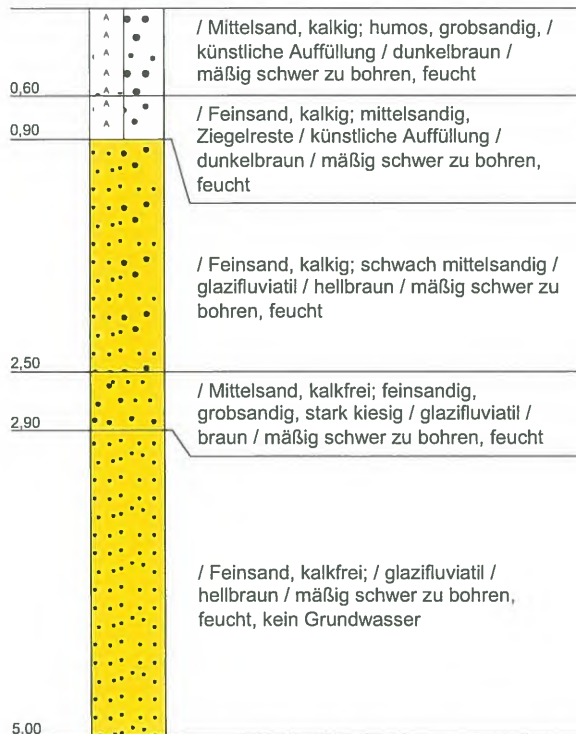 / Mittelsand, kalkig; humos, grobsandig, /
künstliche Auffüllung / dunkelbraun /
mäßig schwer zu bohren, feucht
0,60
/ Feinsand, kalkig; mittelsandig,
Ziegelreste / künstliche Auffüllung /
dunkelbraun / mäßig schwer zu bohren,
feucht
0,90
/ Feinsand, kalkig; schwach mittelsandig /
glazifluviatil / hellbraun / mäßig schwer zu
bohren, feucht
2,50
/ Mittelsand, kalkfrei; feinsandig,
grobsandig, stark kiesig / glazifluviatil /
braun / mäßig schwer zu bohren, feucht
2,90
/ Feinsand, kalkfrei; / glazifluviatil /
hellbraun / mäßig schwer zu bohren,
feucht, kein Grundwasser
5,00